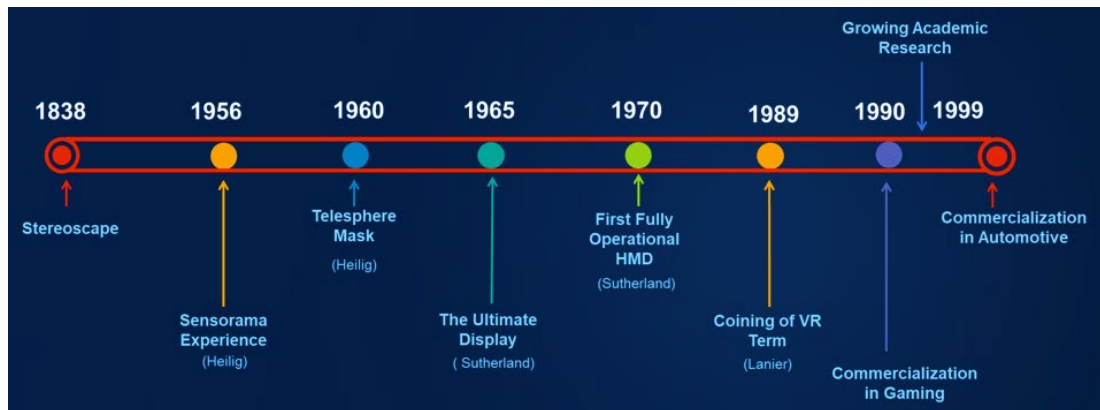 Growing Academic
Research
1838
1956
1960
1965
1970
1989
1990
1999
Stereoscape
Sensorama
Experience
(Heilig)
Telesphere
Mask
(Heilig)
The Ultimate
Display
( Sutherland)
First Fully
Operational
HMD
(Sutherland)
Coining of VR
Term
(Lanier)
Commercialization
in Gaming
Commercialization
in Automotive